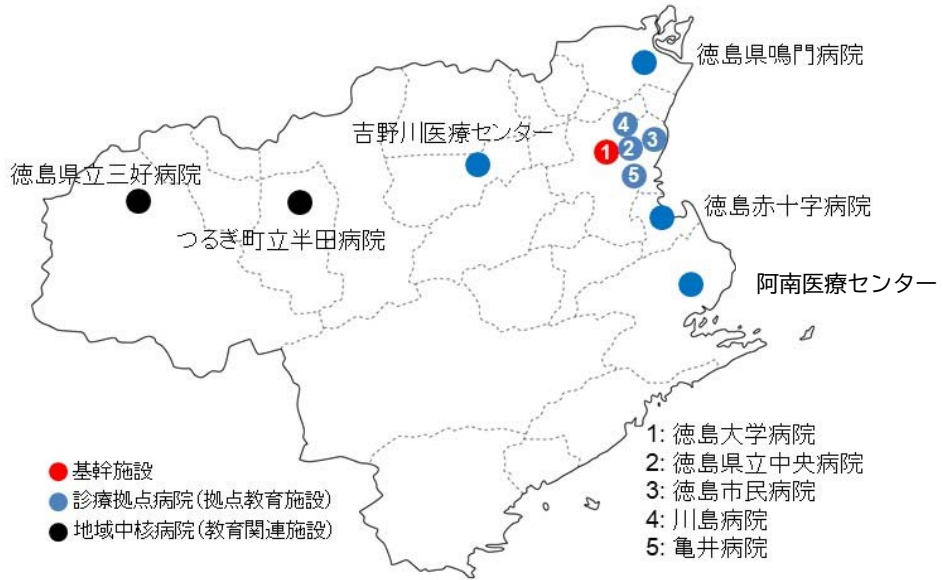 徳島県鳴門病院
吉野川医療センター
4
3
2
1
5
徳島県立三好病院
つるぎ町立半田病院
徳島赤十字病院
阿南医療センター
1: 徳島大学病院
2: 徳島県立中央病院
3: 徳島市民病院
4: 川島病院
5: 亀井病院
基幹施設
診療拠点病院(拠点教育施設)
地域中核病院(教育関連施設)